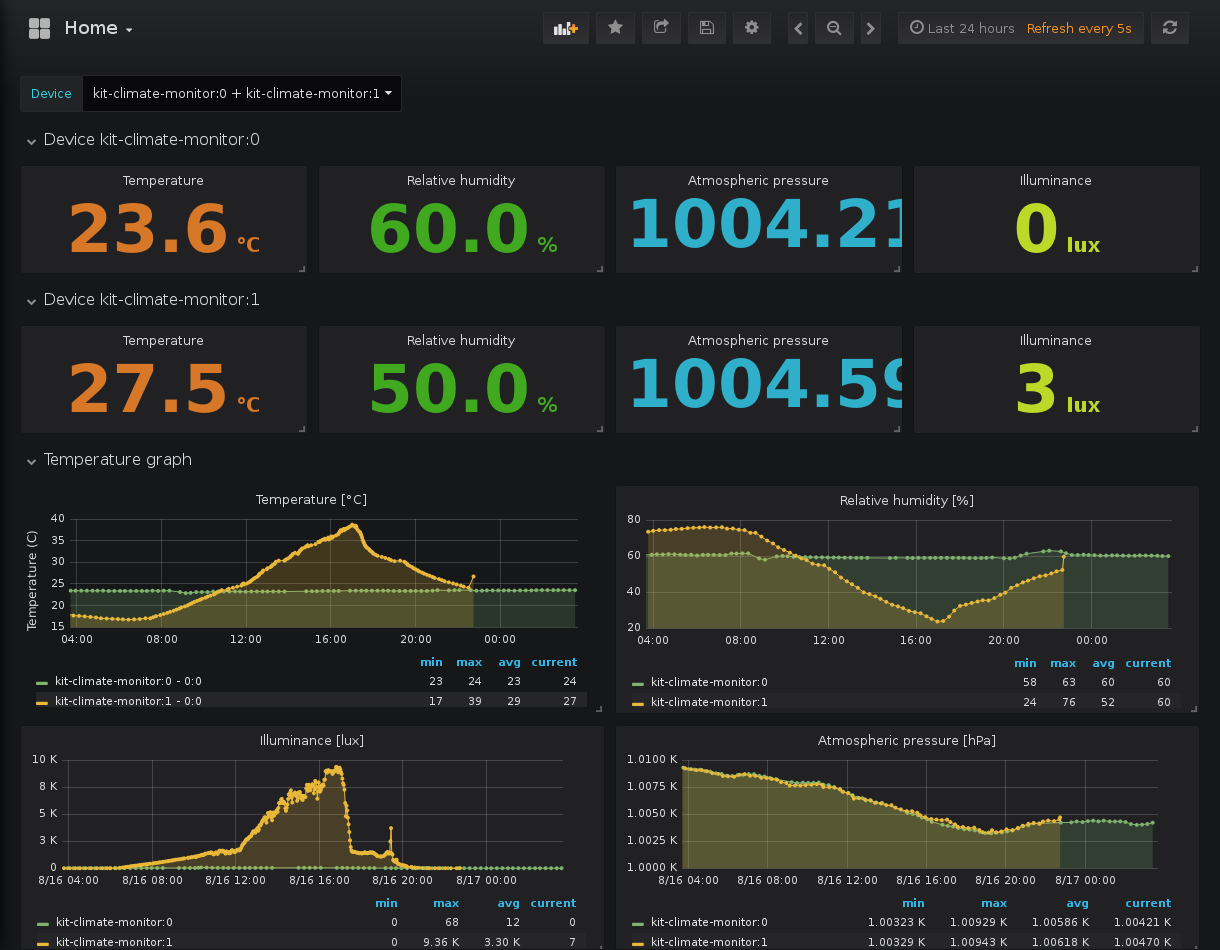 Home
Last 24 hours Refresh every 5s
Device kit-climate-monitor:0 + kit-climate-monitor:1
Device kit-climate-monitor:0
Temperature
23.6 °C
Relative humidity
60.0 %
Atmospheric pressure
1004.21
Illuminance
0 lux
Device kit-climate-monitor:1
Temperature
27.5 °C
Relative humidity
50.0 %
Atmospheric pressure
1004.59
Illuminance
3 lux
Temperature graph
Temperature [°C]
Temperature (C)
40
35
30
25
20
15
04:00 08:00 12:00 16:00 20:00 00:00
min max avg current
kit-climate-monitor:0 - 0:0 23 24 23 24
kit-climate-monitor:1 - 0:0 17 39 29 27
Relative humidity [%]
80
60
40
20
04:00 08:00 12:00 16:00 20:00 00:00
min max avg current
kit-climate-monitor:0 58 63 60 60
kit-climate-monitor:1 24 76 52 60
Illuminance [lux]
10 K
8 K
5 K
3 K
0
8/16 04:00 8/16 08:00 8/16 12:00 8/16 16:00 8/16 20:00 8/17 00:00
min max avg current
kit-climate-monitor:0 0 68 12 0
kit-climate-monitor:1 0 9.36 K 3.30 K 7
Atmospheric pressure [hPa]
1.0100 K
1.0075 K
1.0050 K
1.0025 K
1.0000 K
8/16 04:00 8/16 08:00 8/16 12:00 8/16 16:00 8/16 20:00 8/17 00:00
min max avg current
kit-climate-monitor:0 1.00323 K 1.00929 K 1.00586 K 1.00421 K
kit-climate-monitor:1 1.00329 K 1.00943 K 1.00618 K 1.00470 K